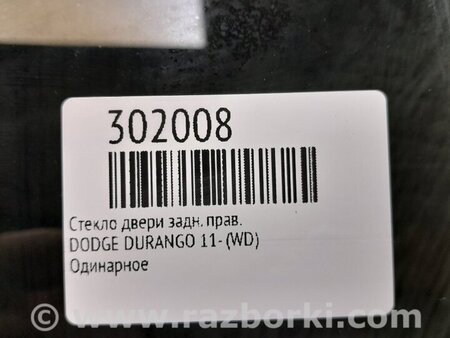 302008
Стекло двери задн. прав.
DODGE DURANGO 11- (WD)
Одинарное
© www.razborki.com